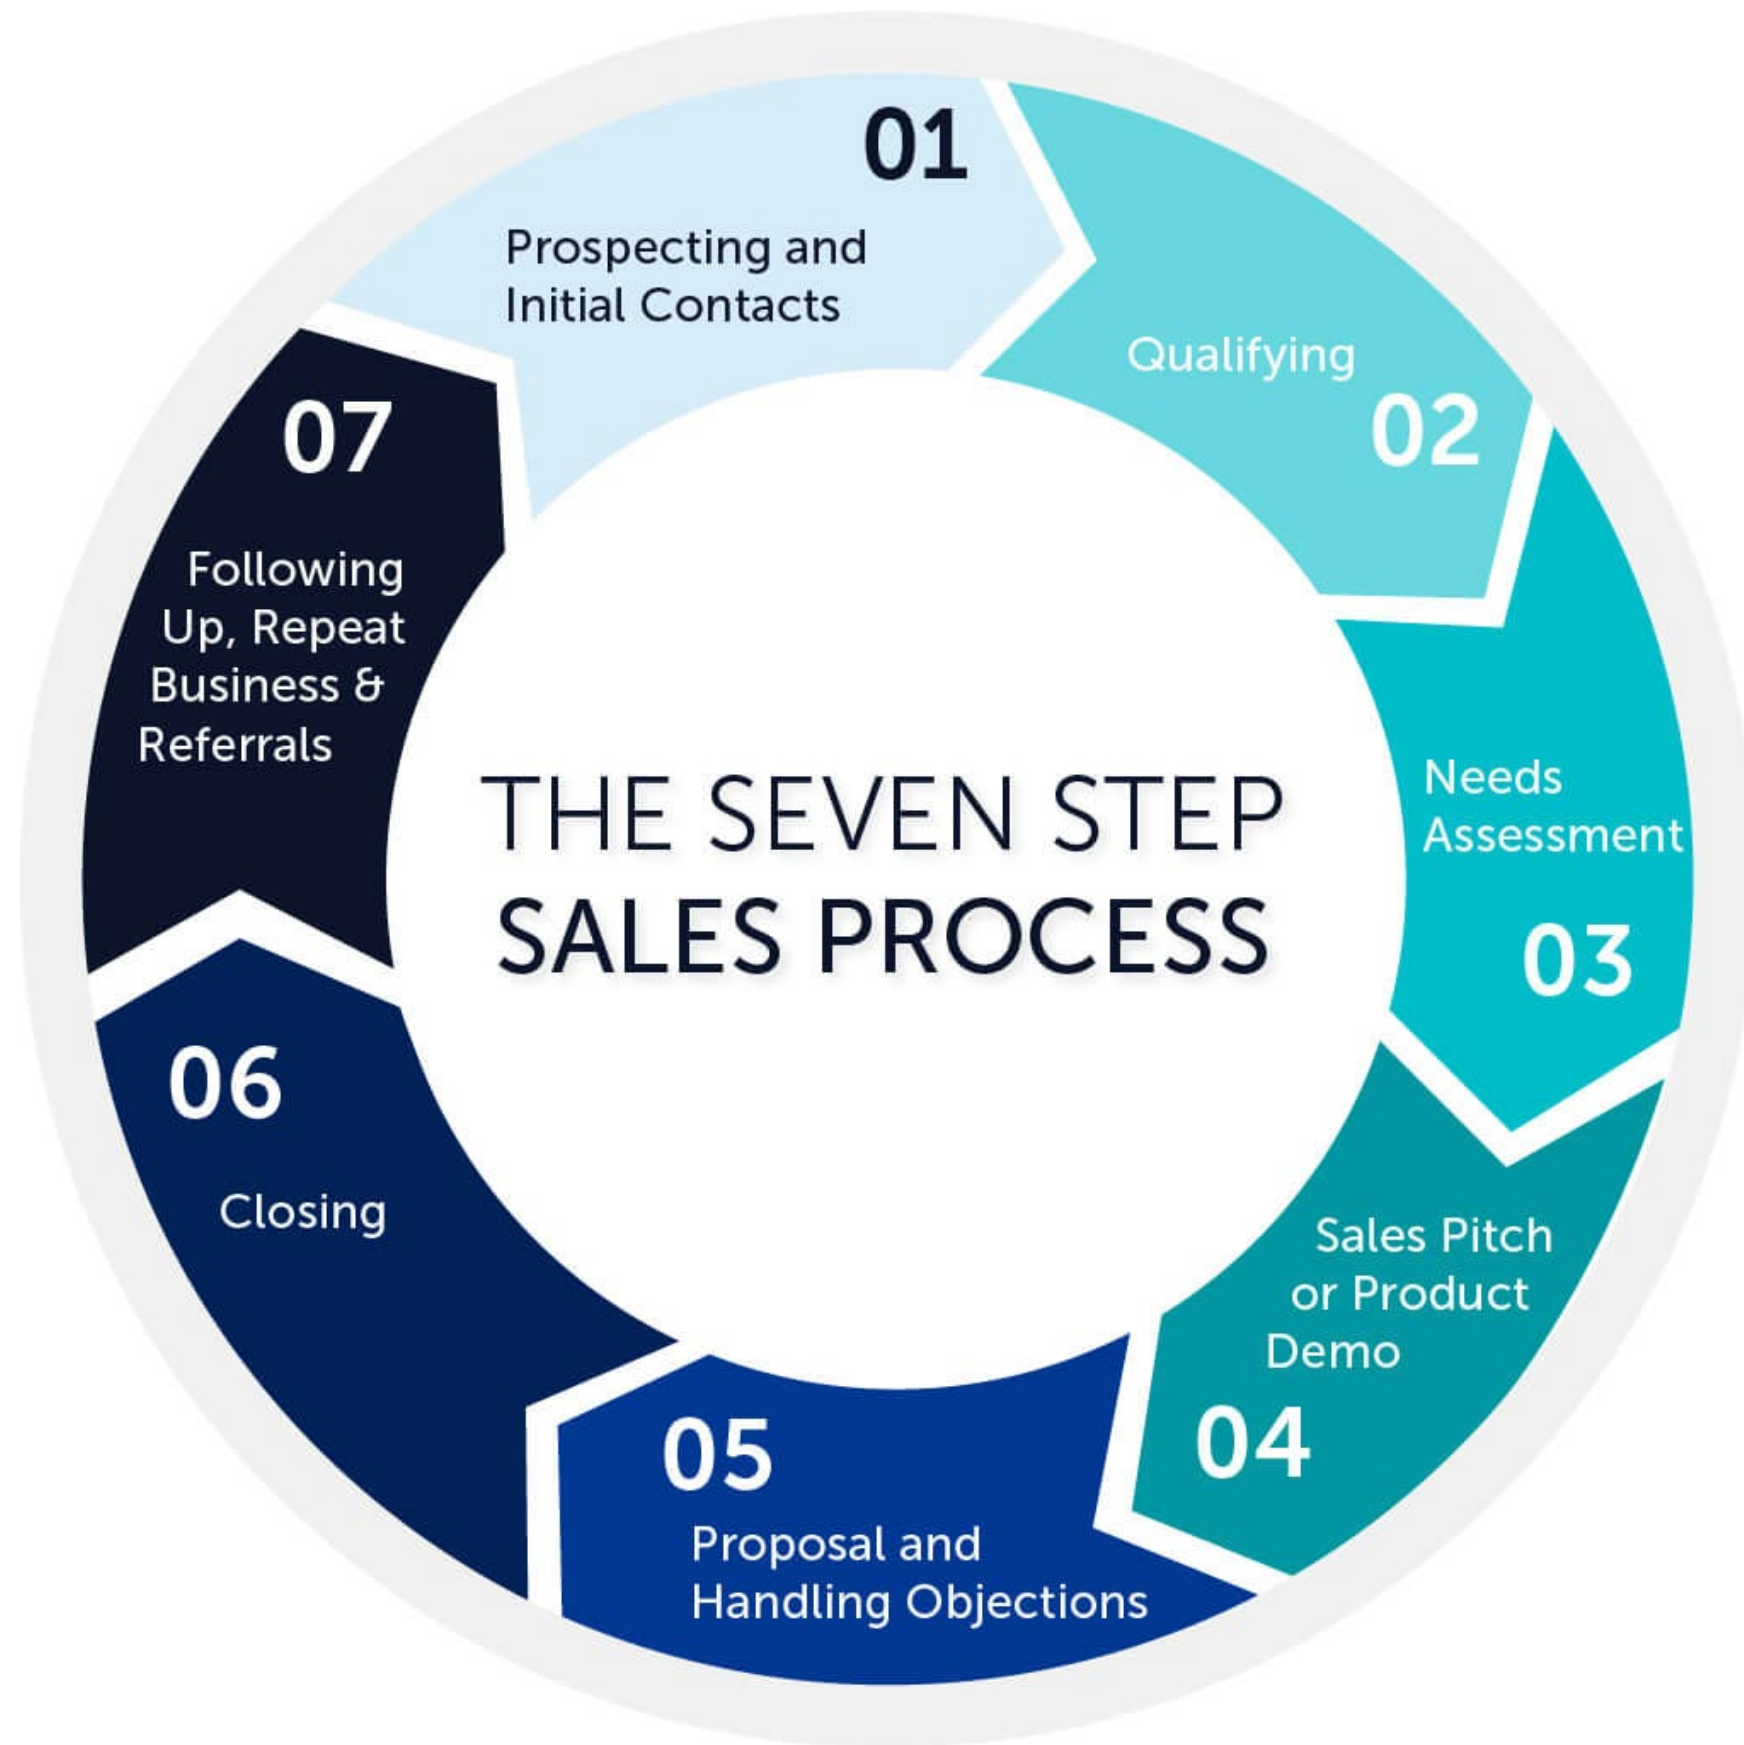 THE SEVEN STEP
SALES PROCESS
01
Prospecting and
Initial Contacts
Qualifying
02
Needs
Assessment
03
Sales Pitch
or Product
Demo
04
05
Proposal and
Handling Objections
06
Closing
07
Following
Up, Repeat
Business &
Referrals